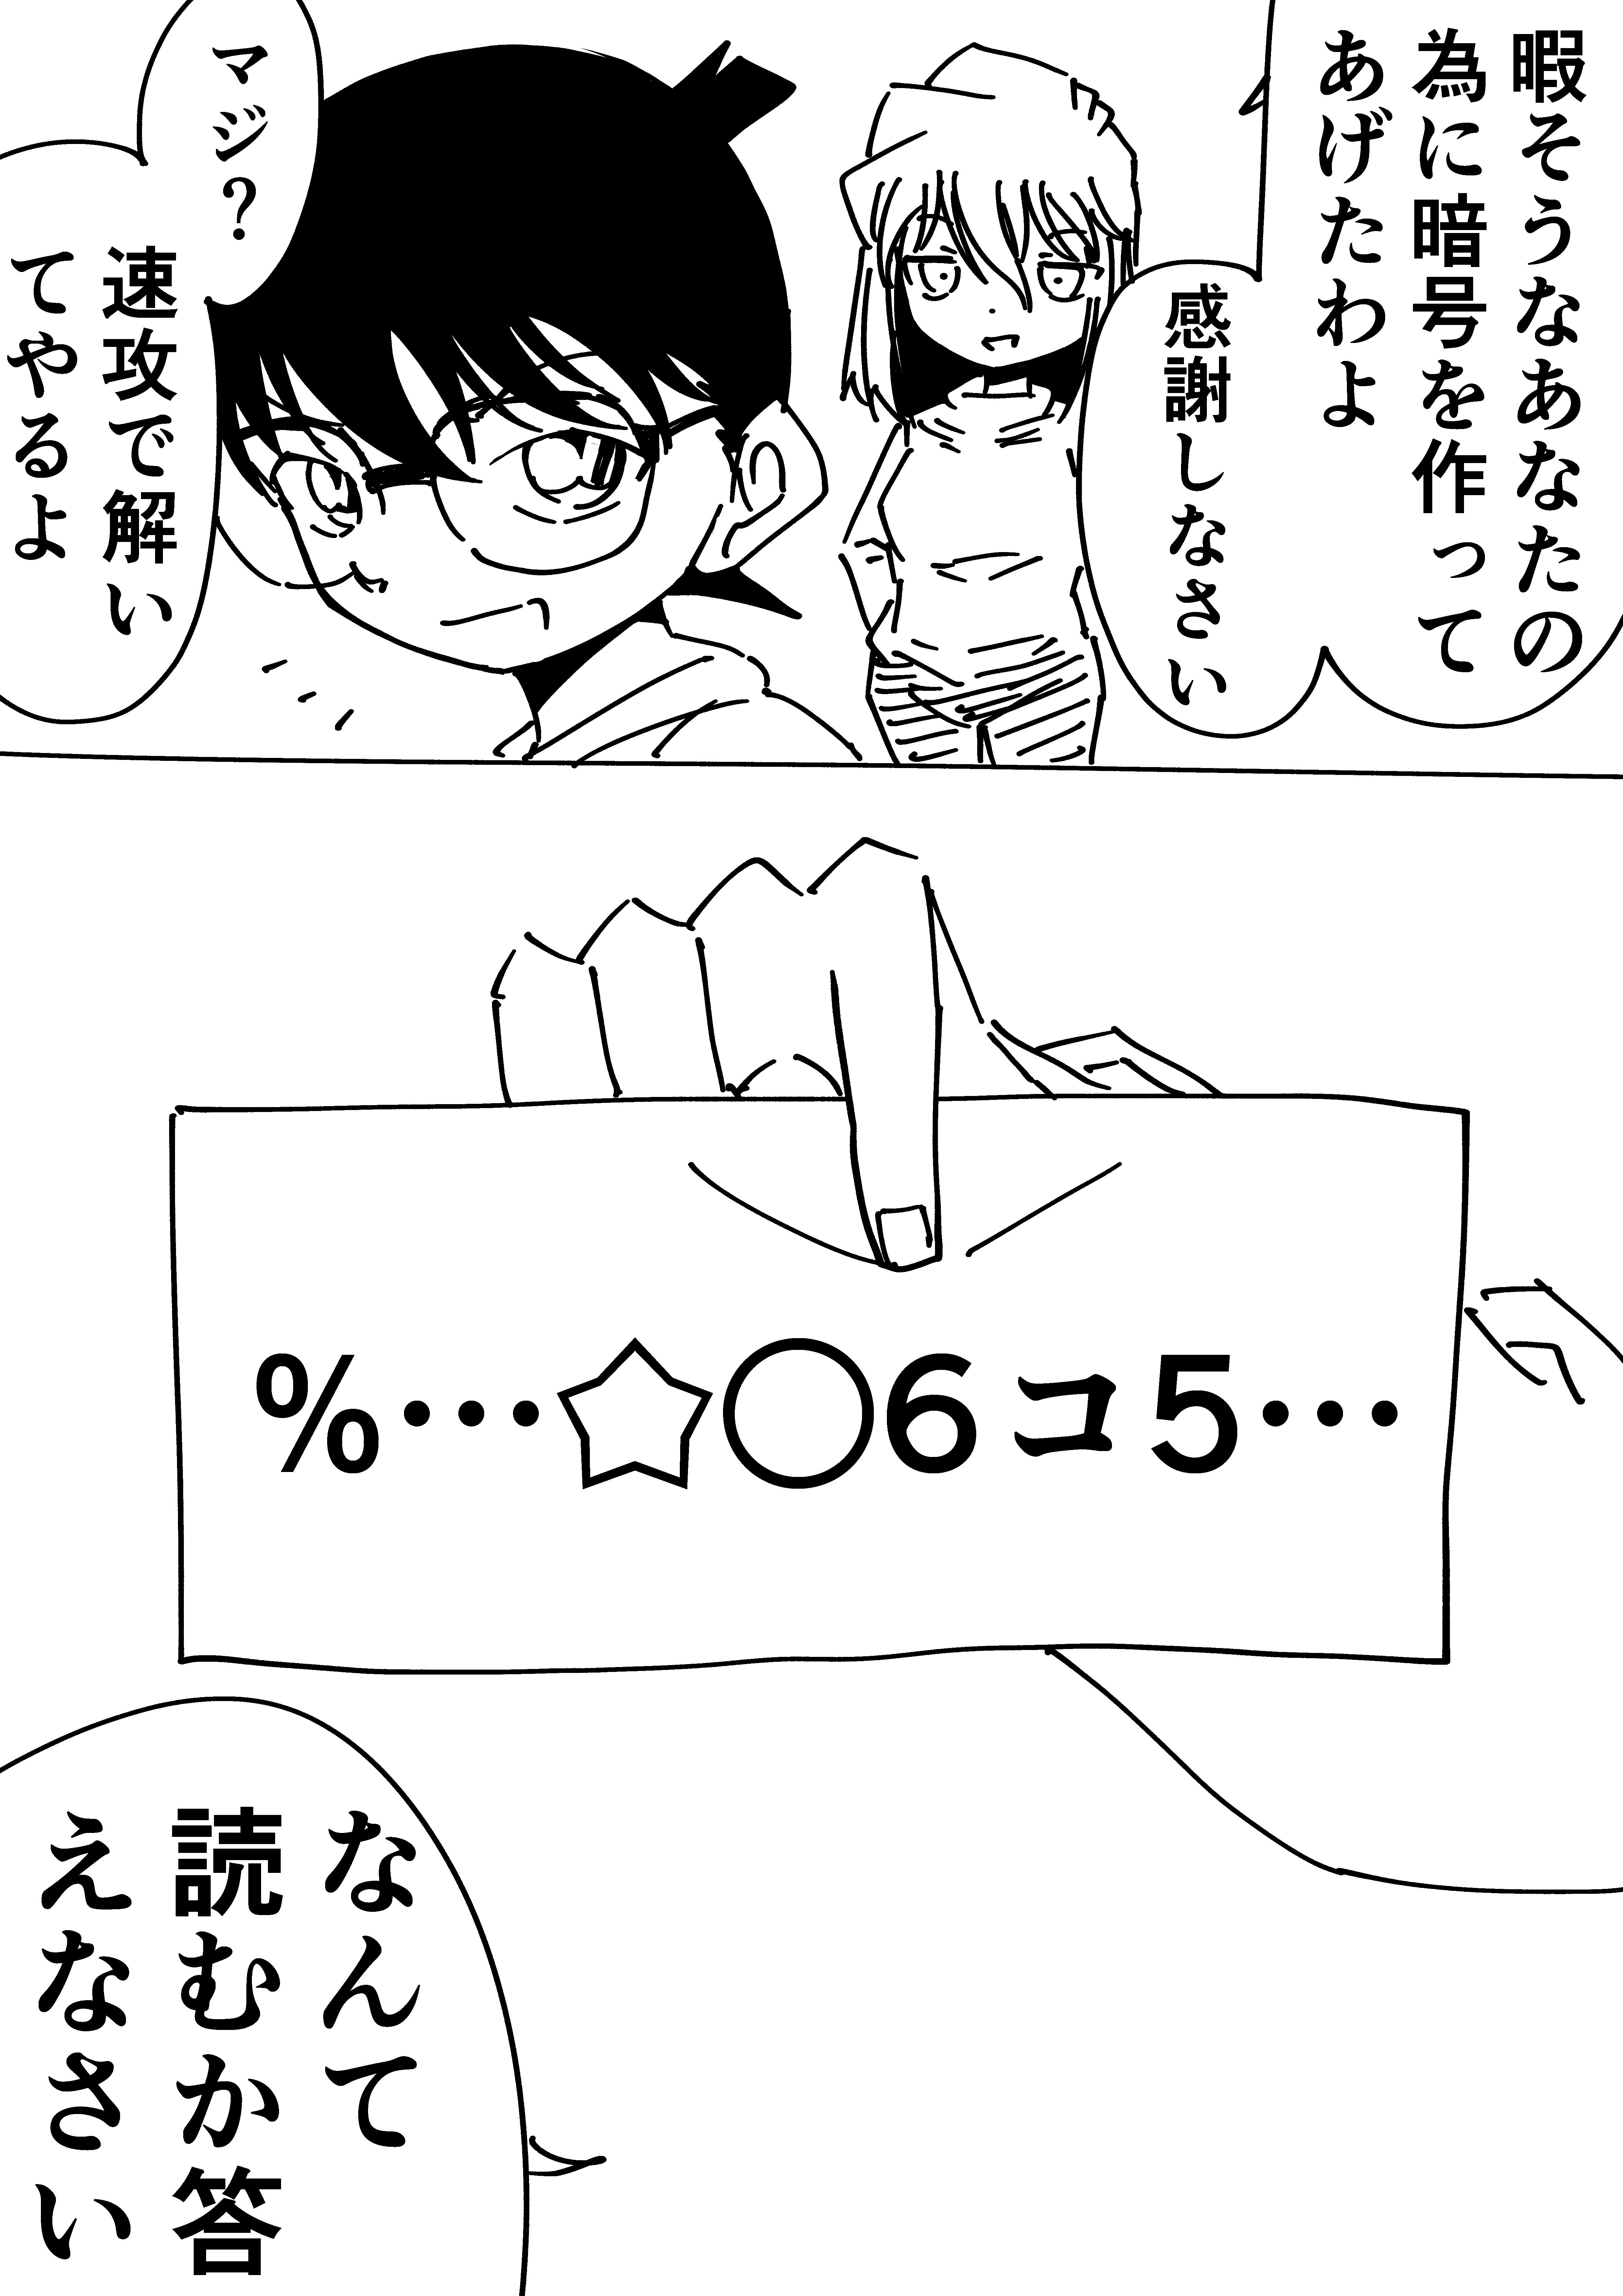 暇そうなあなたの
為に暗号を作って
あげたわよ
感謝しなさい
マジ?
速攻で解い
てやるよ
%・・・☆○6コ5・・・
なんて
読むか答
えなさい